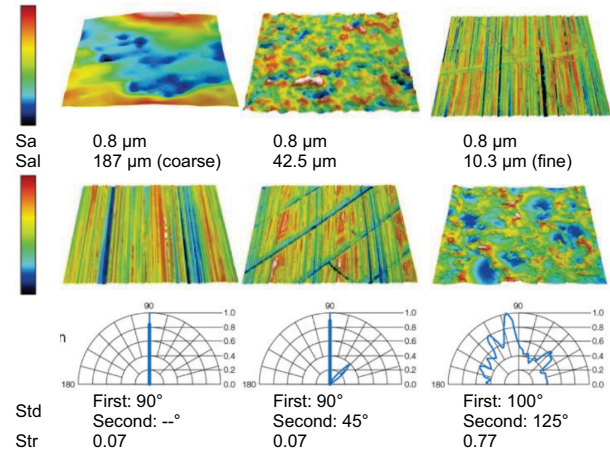 Sa 0.8 µm 0.8 µm 0.8 µm
Sal 187 µm (coarse) 42.5 µm 10.3 µm (fine)
90 90 90
1.0 1.0 1.0
0.8 0.8 0.8
0.6 0.6 0.6
n 0.4 0.4 0.4
0.2 0.2 0.2
180 0.0 180 0.0 180 0.0
Std First: 90° First: 90° First: 100°
Second: --° Second: 45° Second: 125°
Str 0.07 0.07 0.77